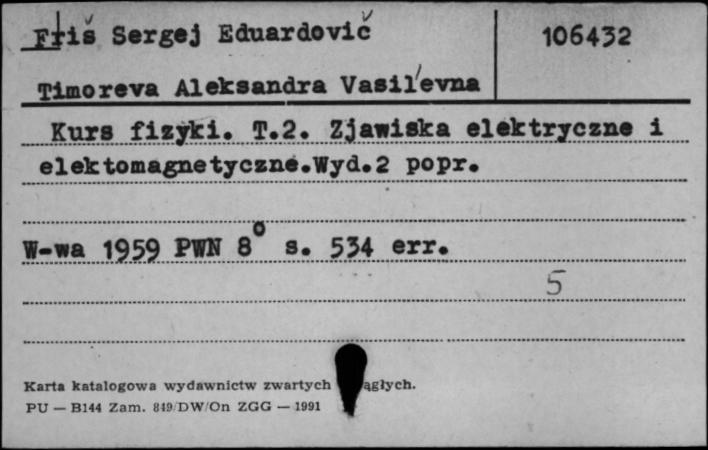 Friš Sergej Eduardovič
106432
Timoreva Aleksandra Vasil'evna
Kurs fizyki. T.2. Zjawiska elektryczne i
elektomagnetyczne.Wyd.2 popr.
W-wa 1959 PWN 8° s. 534 err.
5
Karta katalogowa wydawnictw zwartych ągłych.
PU — B144 Zam. 849/DW/On ZGG — 1991